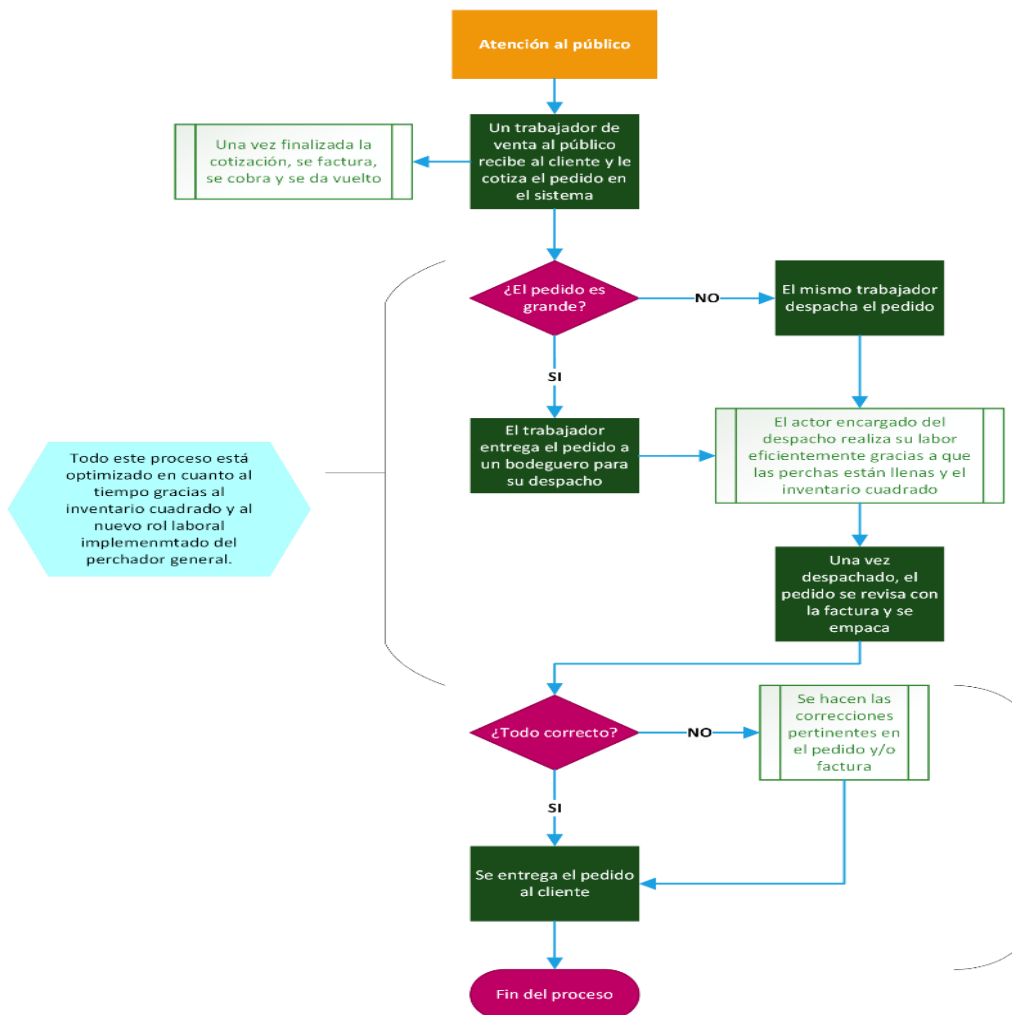 Atención al público
Un trabajador de
venta al público
recibe al cliente y le
cotiza el pedido en
el sistema
Una vez finalizada la
cotización, se factura,
se cobra y se da vuelto
¿El pedido es
grande?
NO
El mismo trabajador
despacha el pedido
SI
El trabajador
entrega el pedido a
un bodeguero para
su despacho
El actor encargado del
despacho realiza su labor
eficientemente gracias a que
las perchas están llenas y el
inventario cuadrado
Todo este proceso está
optimizado en cuanto al
tiempo gracias al
inventario cuadrado y al
nuevo rol laboral
implemenmtado del
perchador general.
Una vez
despachado, el
pedido se revisa con
la factura y se
empaca
¿Todo correcto?
NO
Se hacen las
correcciones
pertinentes en
el pedido y/o
factura
SI
Se entrega el pedido
al cliente
Fin del proceso